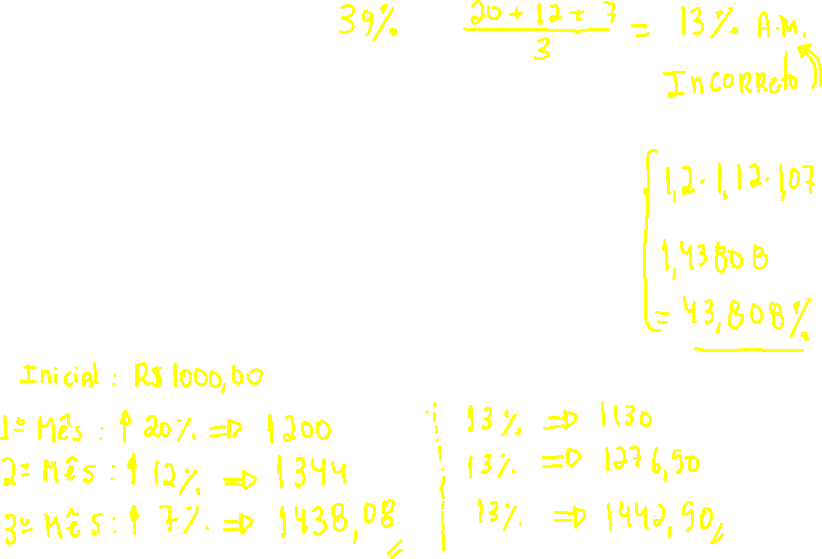 39% 20+12+7 = 13% A.M.
3
INCORReto
1,2·1,12·1,07
1,43808
= 43,808%
Inicial: R$ 1000,00
1º Mês: ↑ 20% => 1200
2º Mês: ↑ 12% => 1344
3º Mês: ↑ 7% => 1438,08
13% => 1130
13% => 1276,90
13% => 1442,90